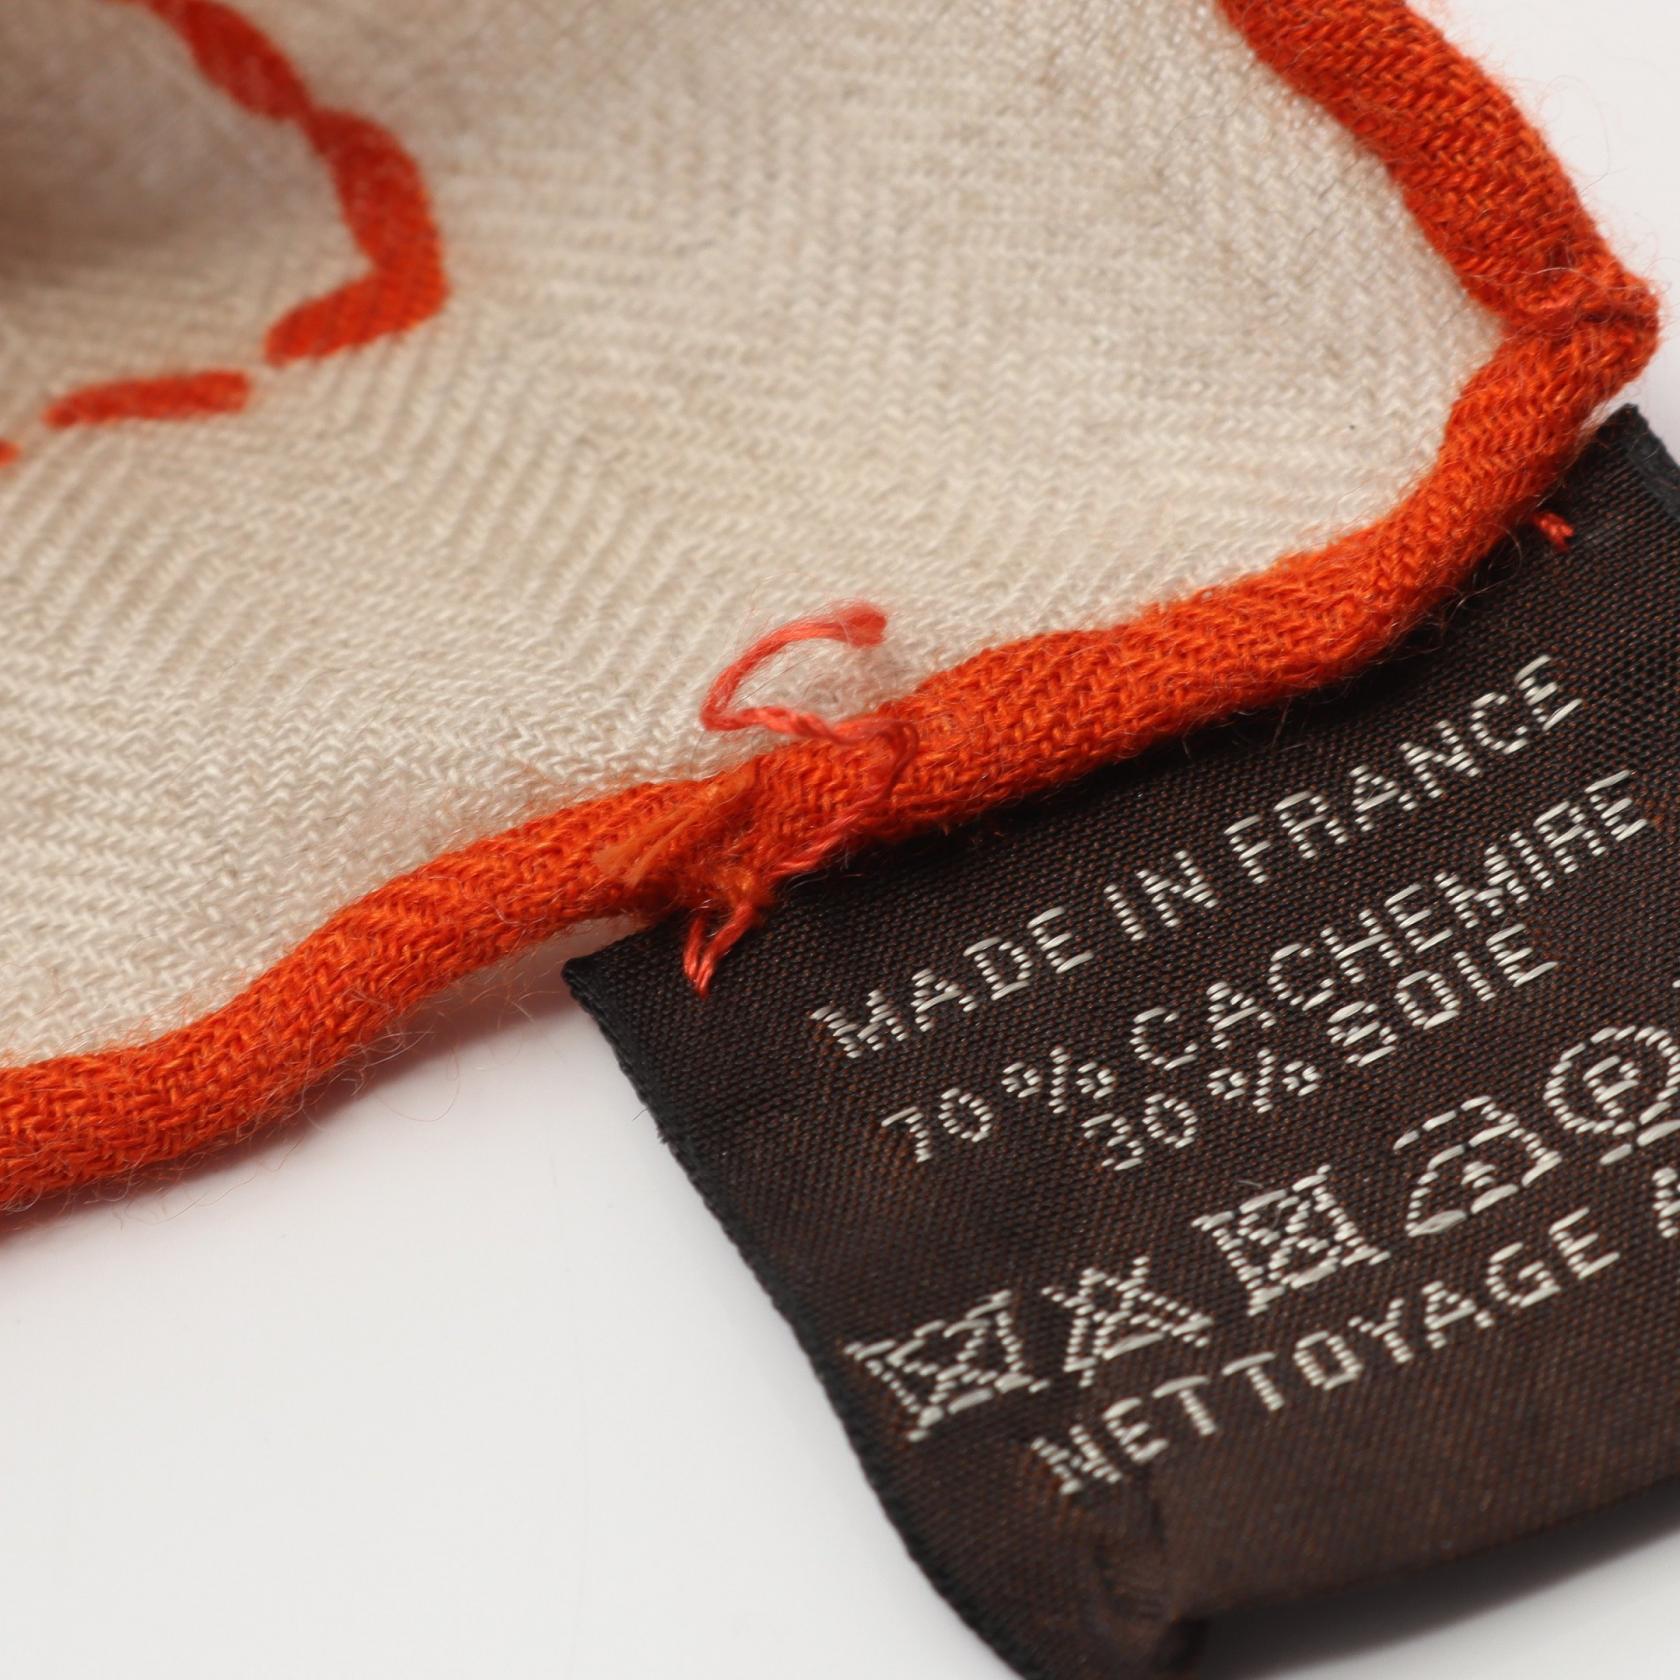 MADE IN FRANCE
70 % CACHEMIRE
30 % SOIE
NETTOYAGE